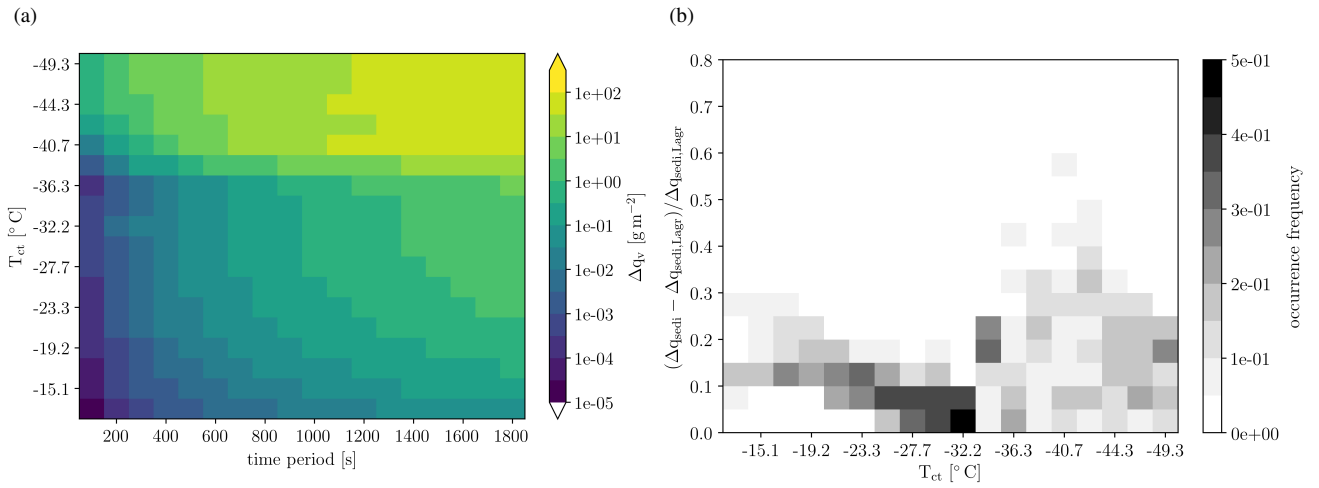 (a)
-49.3
-44.3
-40.7
-36.3
-32.2
-27.7
-23.3
-19.2
-15.1
T_ct [° C]
200 400 600 800 1000 1200 1400 1600 1800
time period [s]
1e+02
1e+01
1e+00
1e-01
1e-02
1e-03
1e-04
1e-05
Δq_v [g m⁻²]
(b)
0.8
0.7
0.6
0.5
0.4
0.3
0.2
0.1
0.0
(Δq_sedi − Δq_sedi,Lagr)/Δq_sedi,Lagr
-15.1 -19.2 -23.3 -27.7 -32.2 -36.3 -40.7 -44.3 -49.3
T_ct [° C]
5e-01
4e-01
3e-01
2e-01
1e-01
0e+00
occurrence frequency